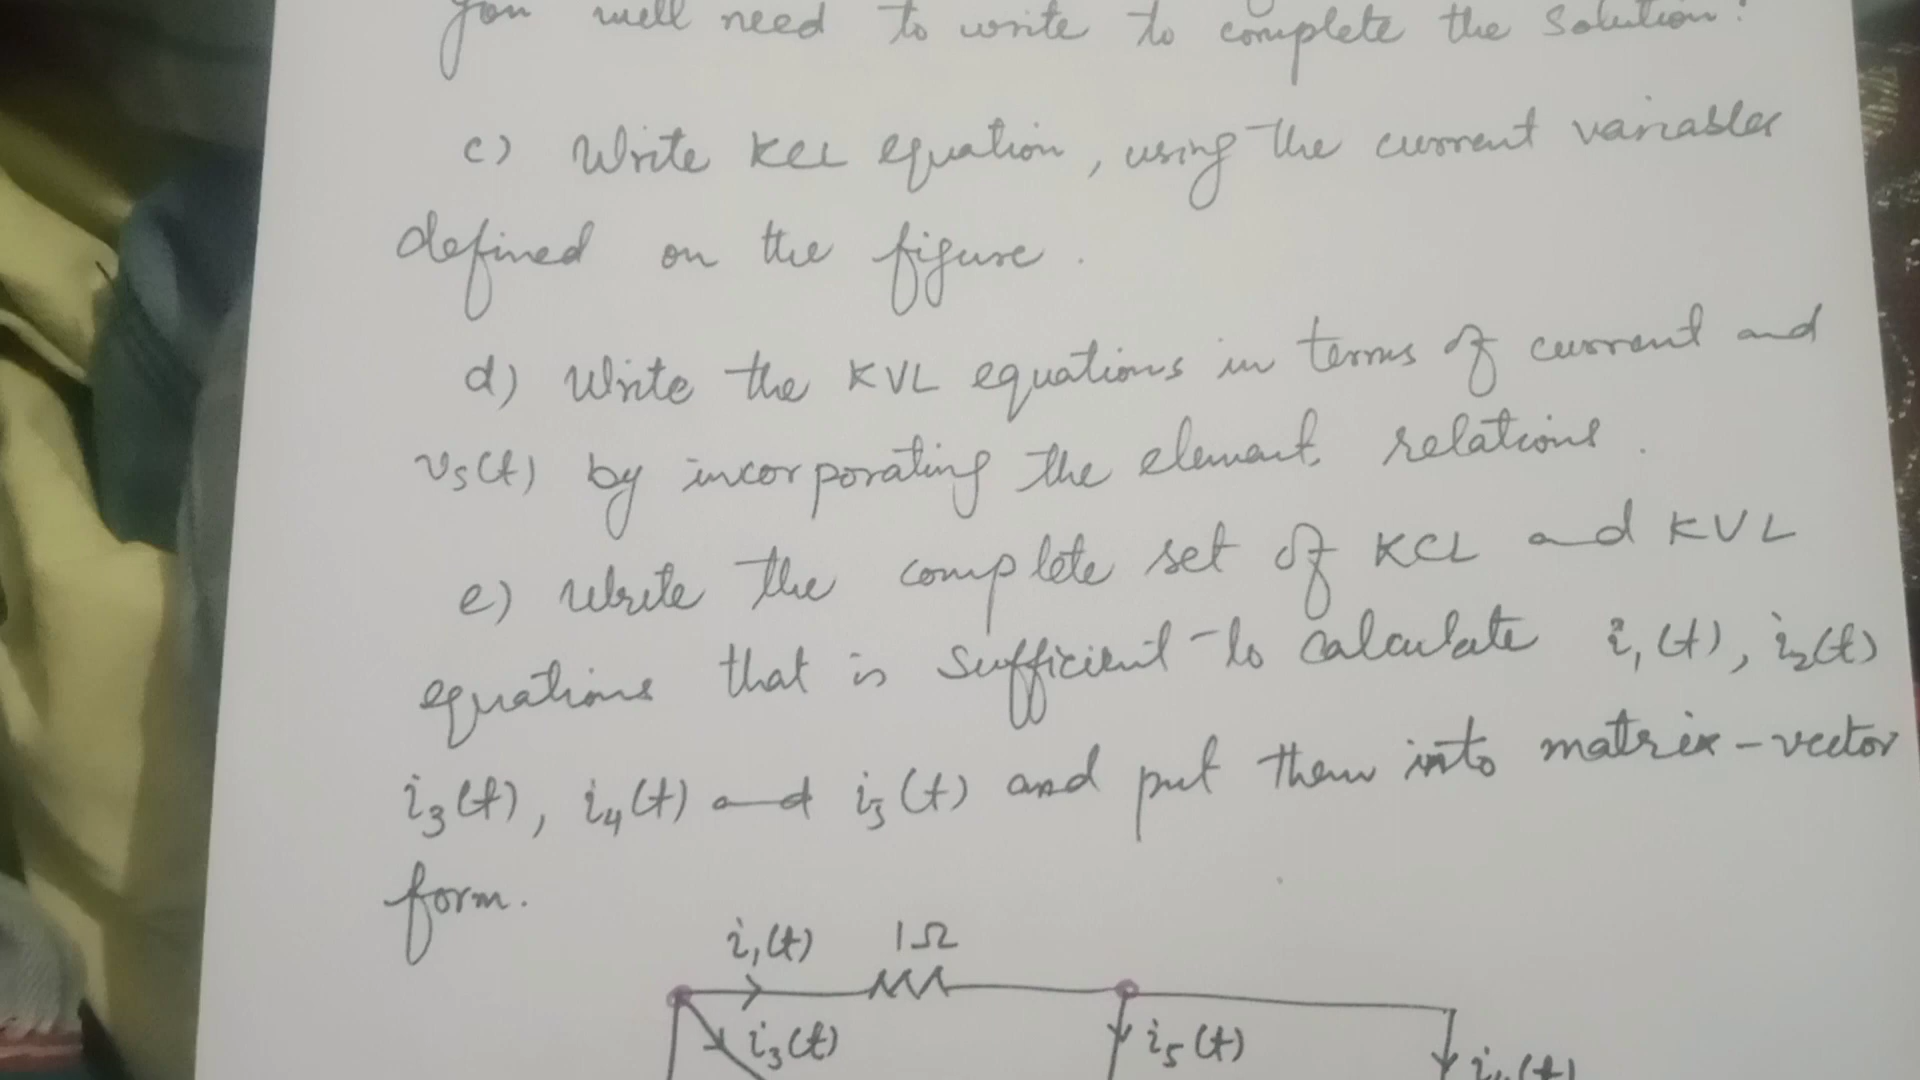 you well need to write to complete the solution?
c) Write KCL equation, using the current variables
defined on the figure.
d) Write the KVL equations in terms of current and
vs(t) by incorporating the element relations.
e) Write the complete set of KCL and KVL
equations that is sufficient to calculate i₁(t), i₂(t)
i₃(t), i₄(t) and i₅(t) and put them into matrix-vector
form.
i₁(t) 1Ω
i₃(t) i₅(t) i₄(t)